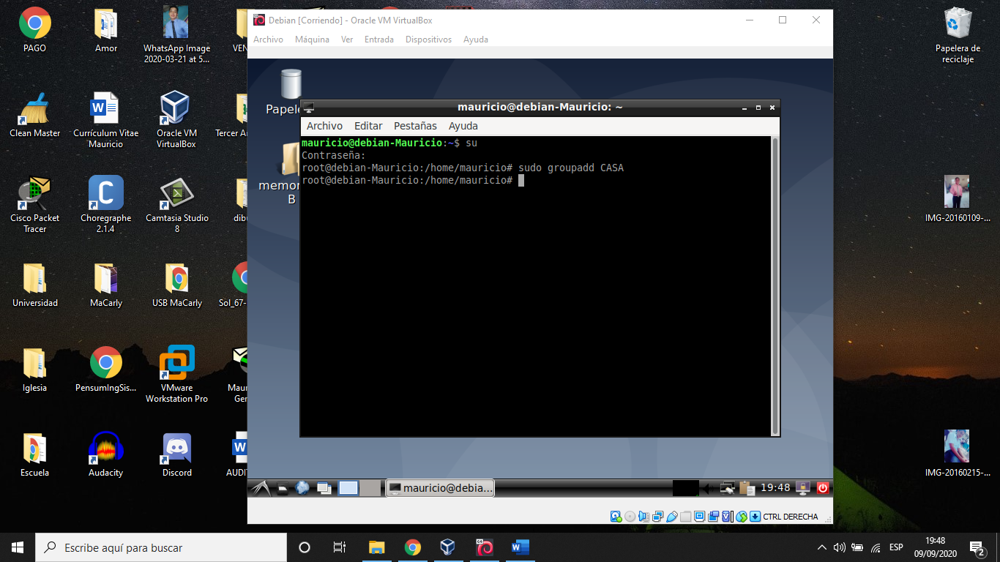 PAGO
Amor
WhatsApp Image
2020-03-21 at 5...
VEN
Clean Master
Currículum Vitae
Mauricio
Oracle VM
VirtualBox
Tercer A
Cisco Packet
Tracer
Choregraphe
2.1.4
Camtasia Studio
8
dibu
Universidad
MaCarly
USB MaCarly
Sol_67-
Iglesia
PensumIngSis...
VMware
Workstation Pro
Mau
Ger
Escuela
Audacity
Discord
AUDI
Debian [Corriendo] - Oracle VM VirtualBox
Archivo Máquina Ver Entrada Dispositivos Ayuda
Papele
memor
B
mauricio@debian-Mauricio: ~
Archivo Editar Pestañas Ayuda
mauricio@debian-Mauricio:~$ su
Contraseña:
root@debian-Mauricio:/home/mauricio# sudo groupadd CASA
root@debian-Mauricio:/home/mauricio#
mauricio@debia...
19:48
CTRL DERECHA
Papelera de
reciclaje
IMG-20160109-...
IMG-20160215-...
Escribe aquí para buscar
ESP
19:48
09/09/2020
2